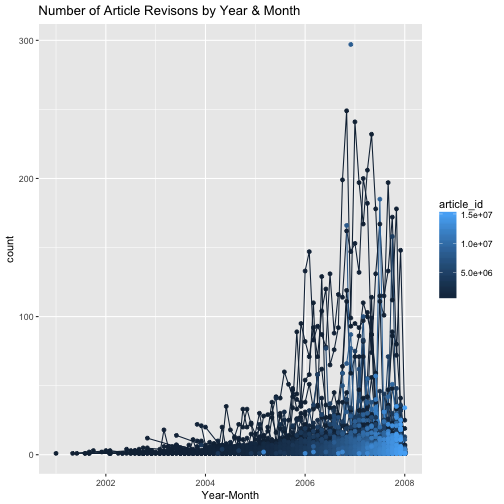 Number of Article Revisons by Year & Month
300
200
100
0
count
2002
2004
2006
2008
Year-Month
article_id
1.5e+07
1.0e+07
5.0e+06